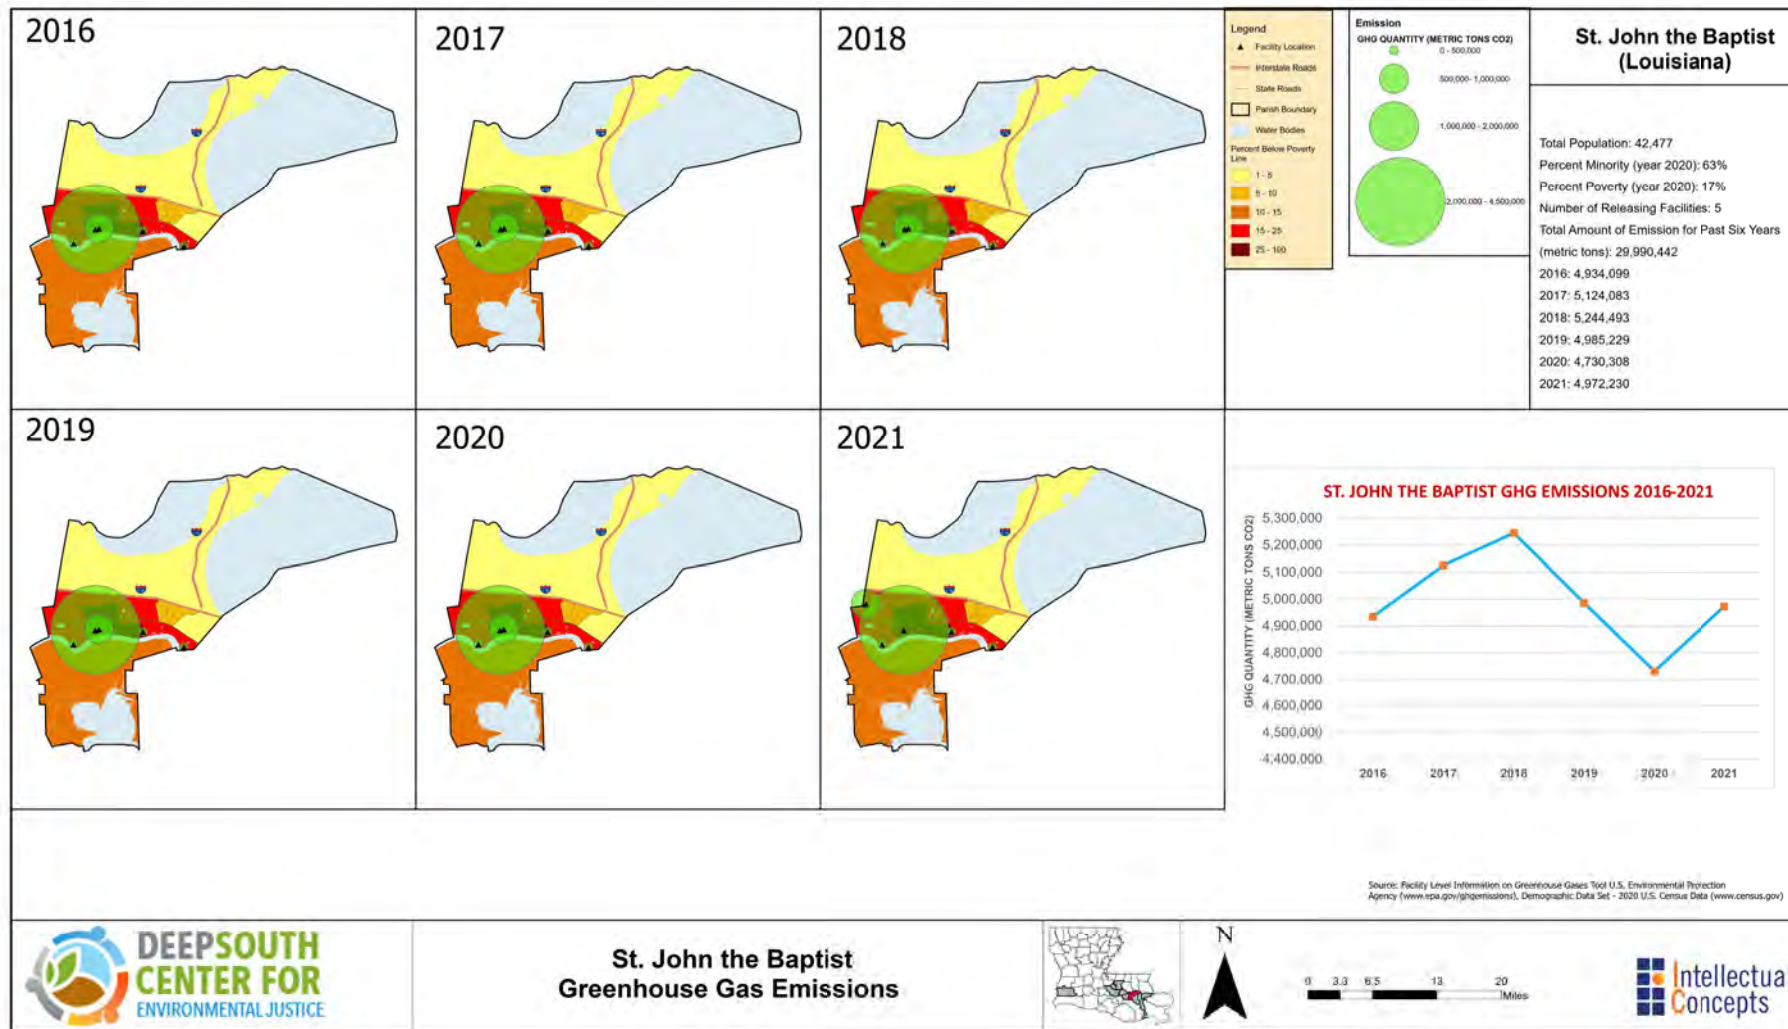 2016
2017
2018
Legend
Facility Location
Interstate Roads
State Roads
Parish Boundary
Water Bodies
Percent Below Poverty
Line
1 - 5
5 - 10
10 - 15
15 - 25
25 - 100
Emission
GHG QUANTITY (METRIC TONS CO2)
0 - 500,000
500,000 - 1,000,000
1,000,000 - 2,000,000
2,000,000 - 4,500,000
St. John the Baptist
(Louisiana)
Total Population: 42,477
Percent Minority (year 2020): 63%
Percent Poverty (year 2020): 17%
Number of Releasing Facilities: 5
Total Amount of Emission for Past Six Years
(metric tons): 29,990,442
2016: 4,934,099
2017: 5,124,083
2018: 5,244,493
2019: 4,985,229
2020: 4,730,308
2021: 4,972,230
2019
2020
2021
ST. JOHN THE BAPTIST GHG EMISSIONS 2016-2021
GHG QUANTITY (METRIC TONS CO2)
5,300,000
5,200,000
5,100,000
5,000,000
4,900,000
4,800,000
4,700,000
4,600,000
4,500,000
4,400,000
2016 2017 2018 2019 2020 2021
Source: Facility Level Information on Greenhouse Gases Tool U.S. Environmental Protection
Agency (www.epa.gov/ghgemissions), Demographic Data Set - 2020 U.S. Census Data (www.census.gov)
DEEPSOUTH
CENTER FOR
ENVIRONMENTAL JUSTICE
St. John the Baptist
Greenhouse Gas Emissions
N
0 3.3 6.5 13 20
Miles
Intellectua
Concepts